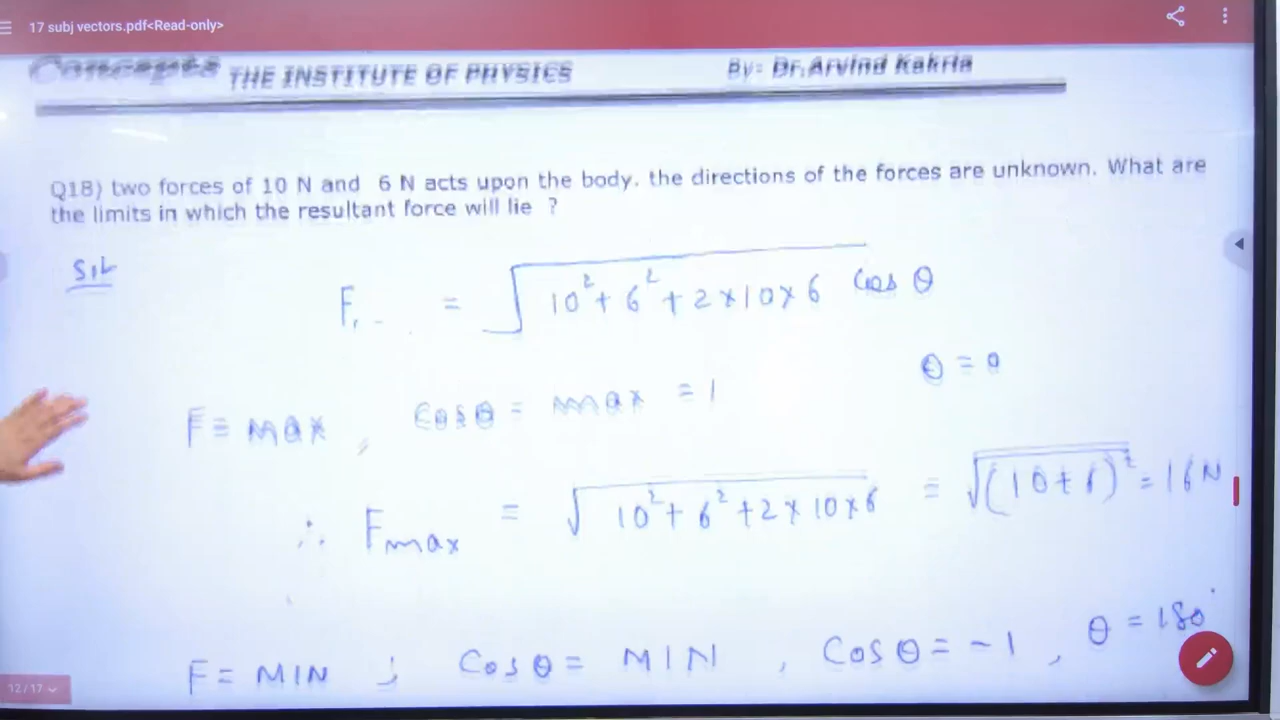 17 subj vectors.pdf<Read-only>
Concepts THE INSTITUTE OF PHYSICS By:- Dr.Arvind Kakria
Q18) two forces of 10 N and 6 N acts upon the body. the directions of the forces are unknown. What are
the limits in which the resultant force will lie ?
Sol
F = √10² + 6² + 2×10×6 Cos θ
θ = 0
F = max , cos θ = max = 1
∴ Fmax = √10² + 6² + 2×10×6 = √(10+6)² = 16 N
F = MIN ; Cos θ = MIN , Cos θ = -1 , θ = 180°
12/17